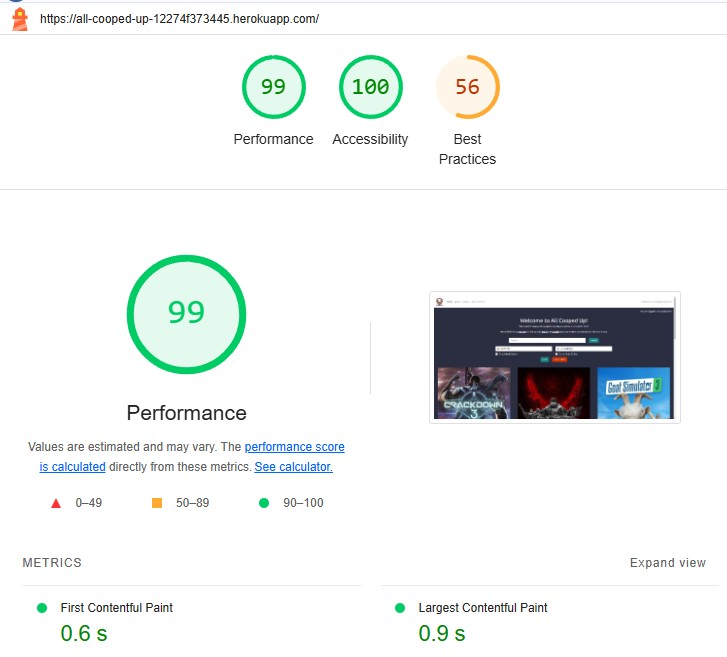 https://all-cooped-up-12274f373445.herokuapp.com/
99
100
56
Performance
Accessibility
Best
Practices
99
Performance
Values are estimated and may vary. The performance score
is calculated directly from these metrics. See calculator.
0–49
50–89
90–100
Welcome to All Cooped Up!
CRACKDOWN
3
Goat Simulator 3
METRICS
Expand view
First Contentful Paint
0.6 s
Largest Contentful Paint
0.9 s